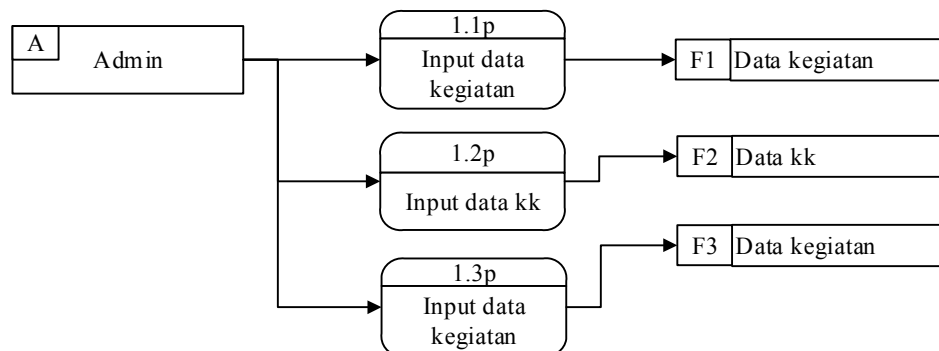 A
Admin
1.1p
Input data
kegiatan
F1 Data kegiatan
1.2p
Input data kk
F2 Data kk
1.3p
Input data
kegiatan
F3 Data kegiatan